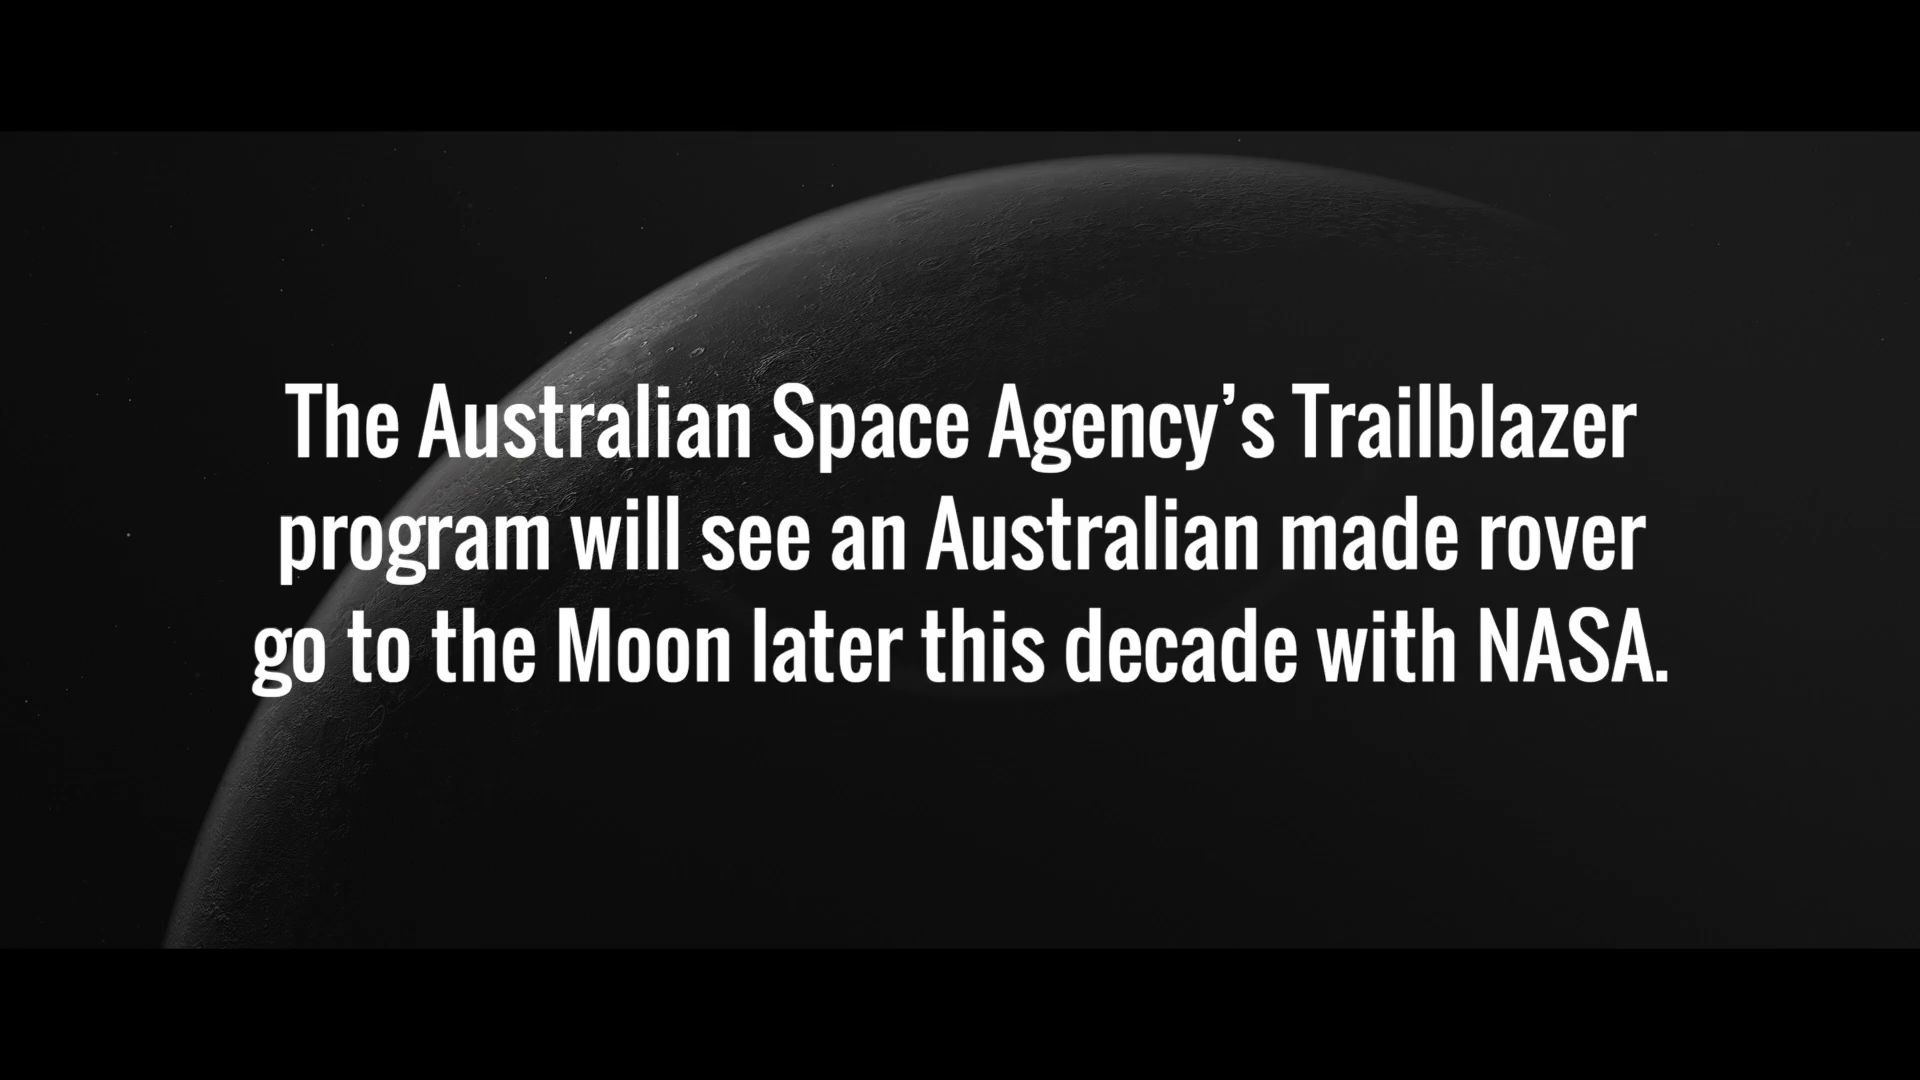 The Australian Space Agency’s Trailblazer
program will see an Australian made rover
go to the Moon later this decade with NASA.